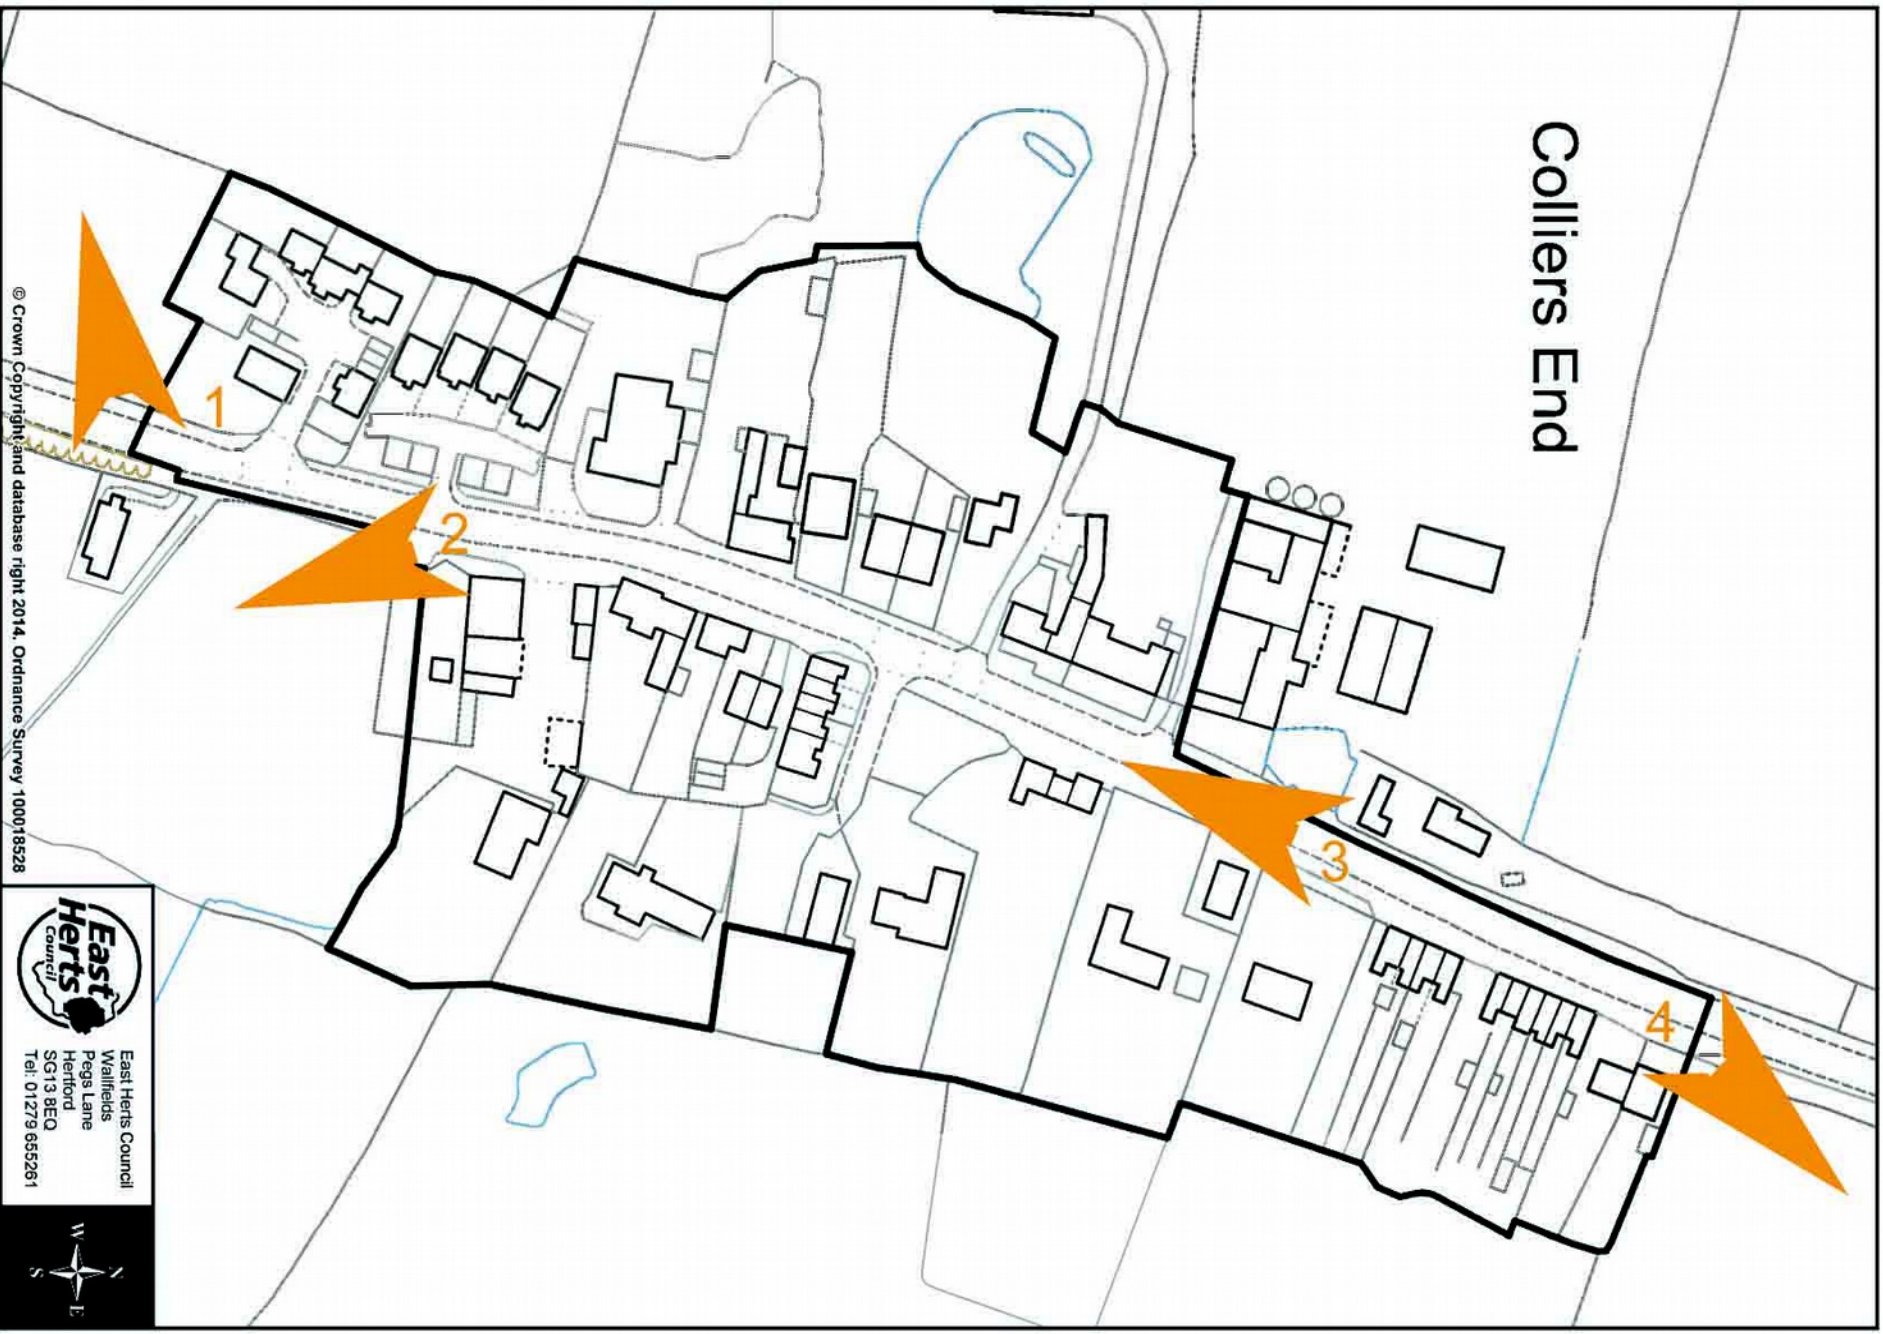 Colliers End
1
2
3
4
© Crown Copyright and database right 2014. Ordnance Survey 100018528
East
Herts
Council
East Herts Council
Wallfields
Pegs Lane
Hertford
SG13 8EQ
Tel: 01279 655261
N
W
E
S